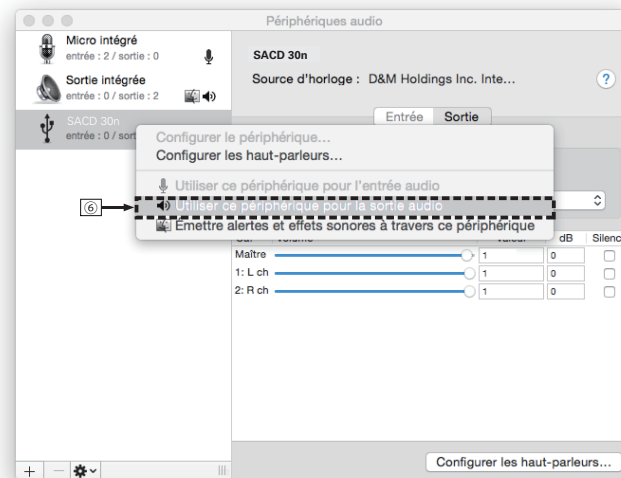 Périphériques audio
Micro intégré
entrée : 2 / sortie : 0
Sortie intégrée
entrée : 0 / sortie : 2
SACD 30n
entrée : 0 / sort
SACD 30n
Source d'horloge : D&M Holdings Inc. Inte...
?
Entrée Sortie
Configurer le périphérique...
Configurer les haut-parleurs...
Utiliser ce périphérique pour l'entrée audio
⑥ Utiliser ce périphérique pour la sortie audio
Émettre alertes et effets sonores à travers ce périphérique
Volume Valeur dB Silenc
Maître 1 0
1: L ch 1 0
2: R ch 1 0
+ − Configurer les haut-parleurs...